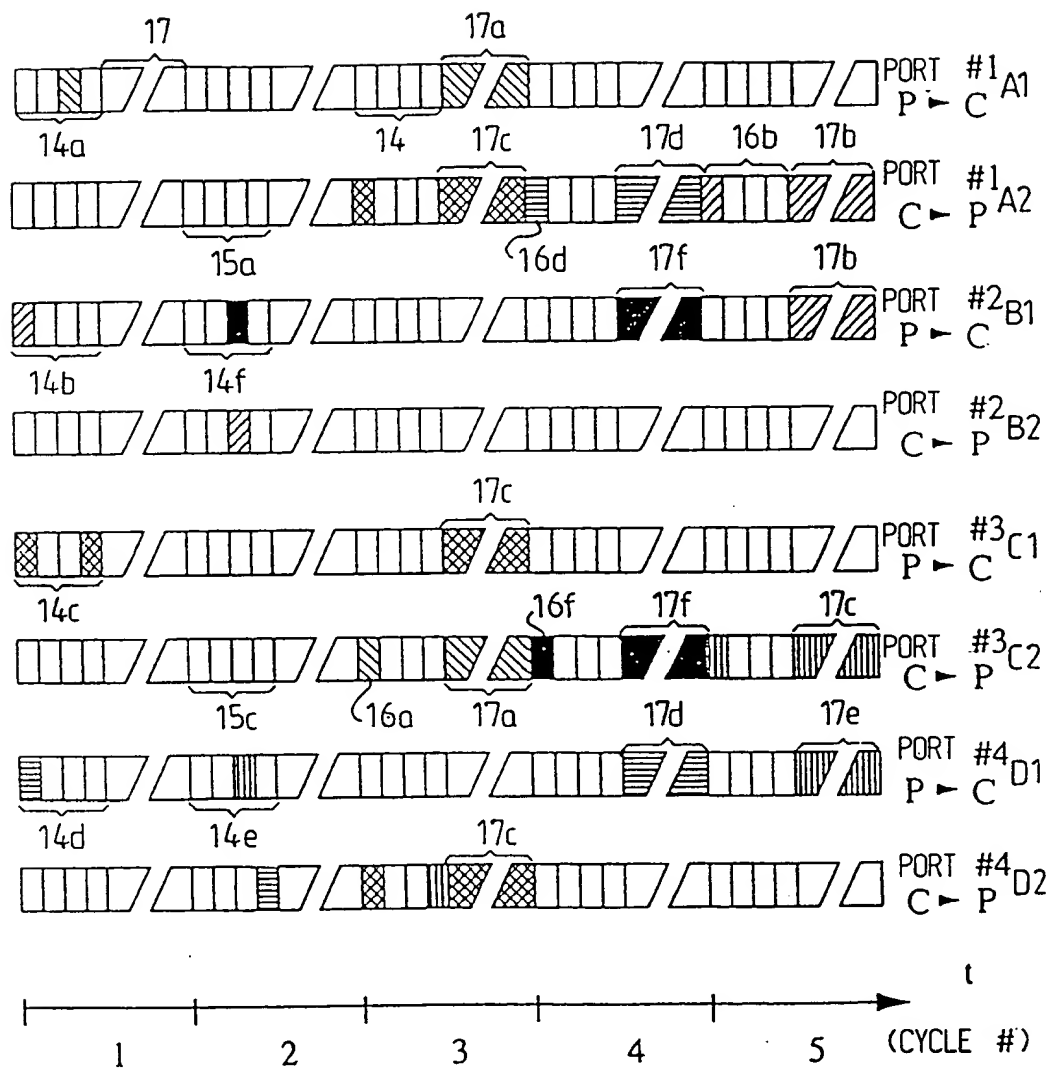 17 17a
PORT #1 A1
P ► C
14a 14 17c 17d 16b 17b
PORT #1 A2
C ► P
15a 16d 17f 17b
PORT #2 B1
P ► C
14b 14f
PORT #2 B2
C ► P
17c
PORT #3 C1
P ► C
14c 16f 17f 17c
PORT #3 C2
C ► P
15c 16a 17a 17d 17e
PORT #4 D1
P ► C
14d 14e 17c
PORT #4 D2
C ► P
t
1 2 3 4 5 (CYCLE #)